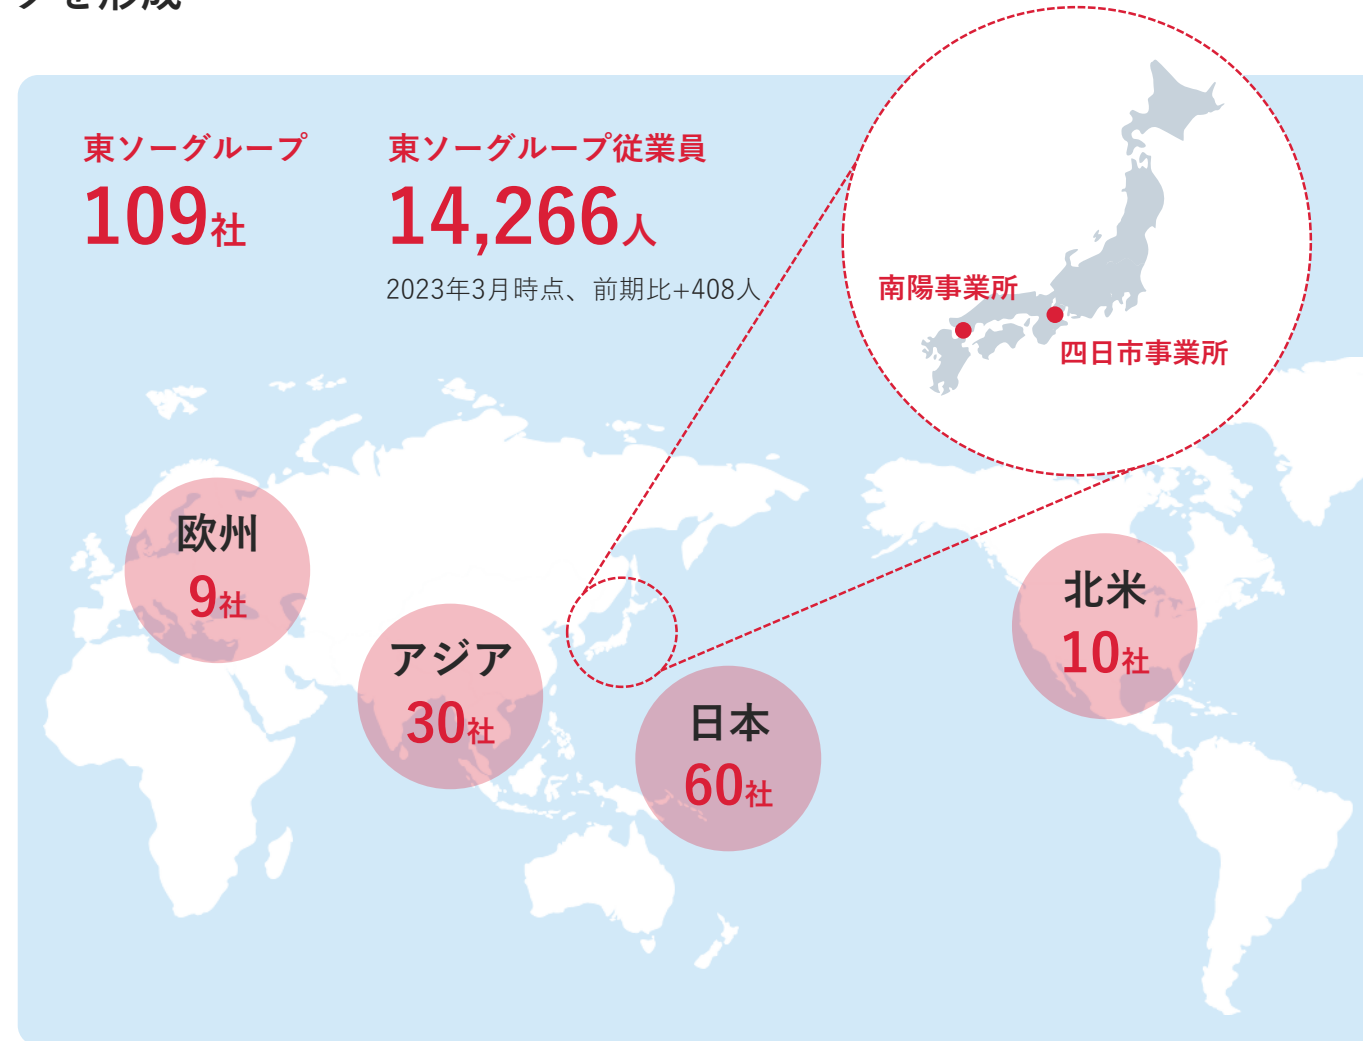 を形成
東ソーグループ
109社
東ソーグループ従業員
14,266人
2023年3月時点、前期比+408人
南陽事業所
四日市事業所
欧州
9社
アジア
30社
日本
60社
北米
10社